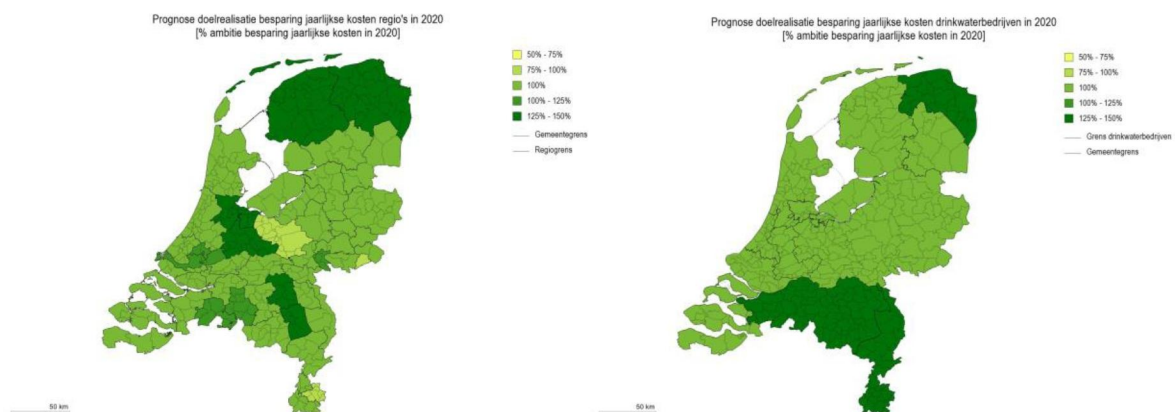 Prognose doelrealisatie besparing jaarlijkse kosten regio's in 2020
[% ambitie besparing jaarlijkse kosten in 2020]
50% - 75%
75% - 100%
100%
100% - 125%
125% - 150%
Gemeentegrens
Regiogrens
50 km
Prognose doelrealisatie besparing jaarlijkse kosten drinkwaterbedrijven in 2020
[% ambitie besparing jaarlijkse kosten in 2020]
50% - 75%
75% - 100%
100%
100% - 125%
125% - 150%
Grens drinkwaterbedrijven
Gemeentegrens
50 km